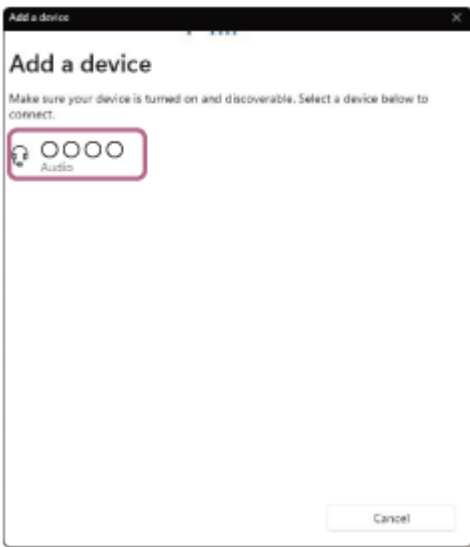 Add a device
Add a device
Make sure your device is turned on and discoverable. Select a device below to
connect.
○○○○
Audio
Cancel